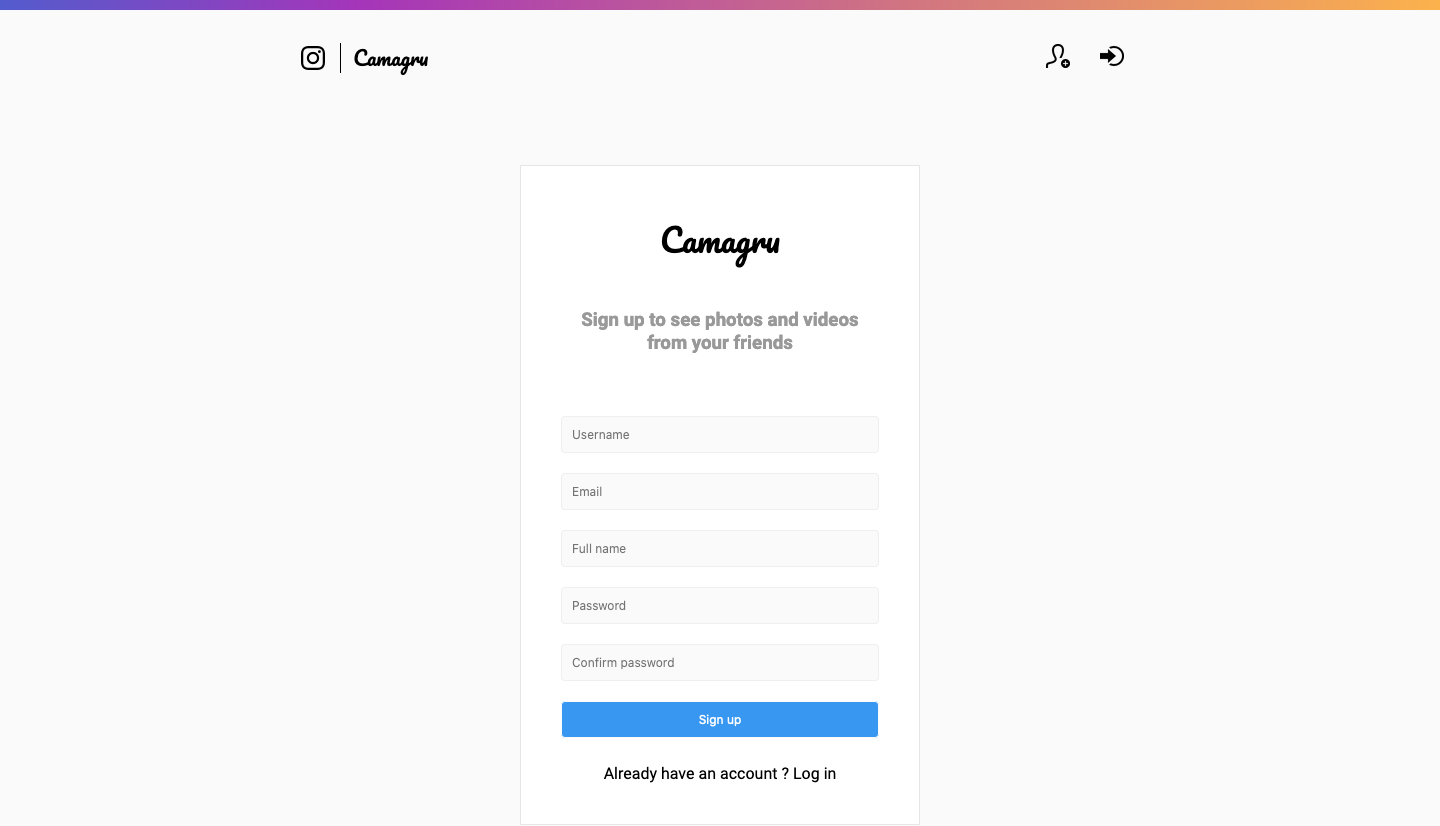 Camagru
Camagru
Sign up to see photos and videos
from your friends
Username
Email
Full name
Password
Confirm password
Sign up
Already have an account ? Log in